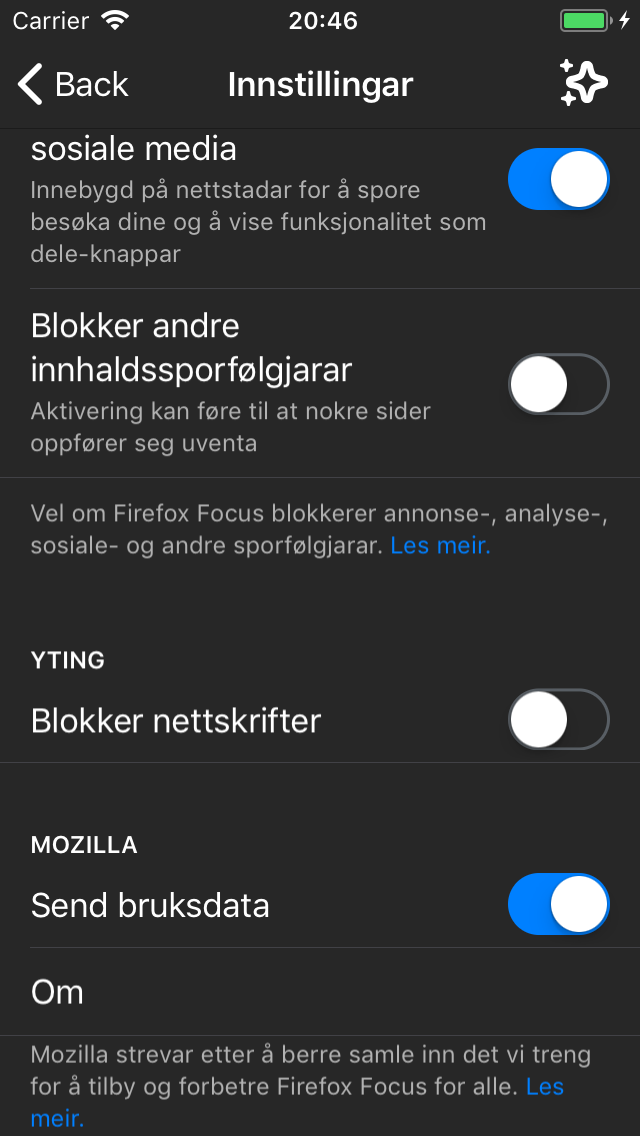 Carrier 20:46
Back Innstillingar
sosiale media
Innebygd på nettstadar for å spore
besøka dine og å vise funksjonalitet som
dele-knappar
Blokker andre
innhaldssporfølgjarar
Aktivering kan føre til at nokre sider
oppfører seg uventa
Vel om Firefox Focus blokkerer annonse-, analyse-,
sosiale- og andre sporfølgjarar. Les meir.
YTING
Blokker nettskrifter
MOZILLA
Send bruksdata
Om
Mozilla strevar etter å berre samle inn det vi treng
for å tilby og forbetre Firefox Focus for alle. Les
meir.